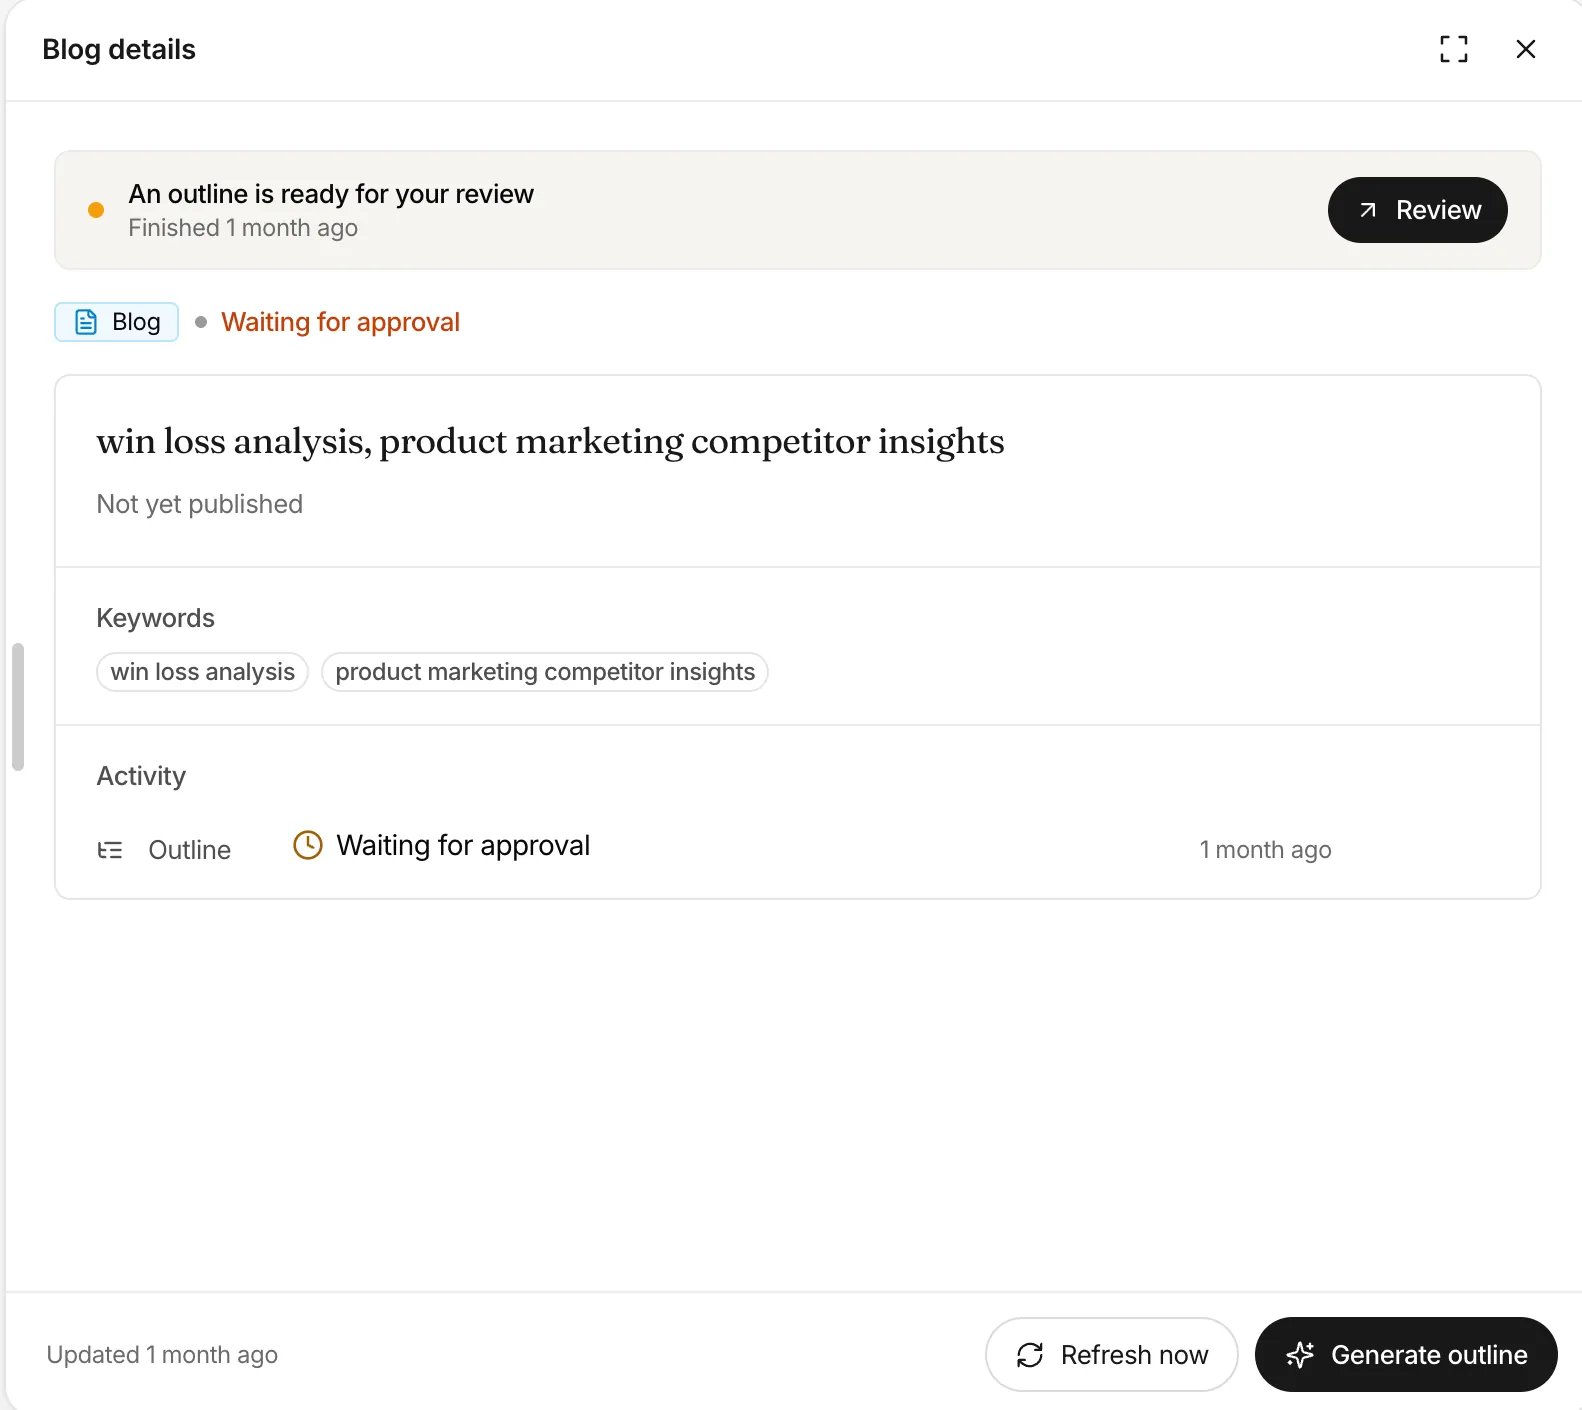 Blog details
An outline is ready for your review
Finished 1 month ago
Review
Blog
Waiting for approval
win loss analysis, product marketing competitor insights
Not yet published
Keywords
win loss analysis
product marketing competitor insights
Activity
Outline
Waiting for approval
1 month ago
Updated 1 month ago
Refresh now
Generate outline